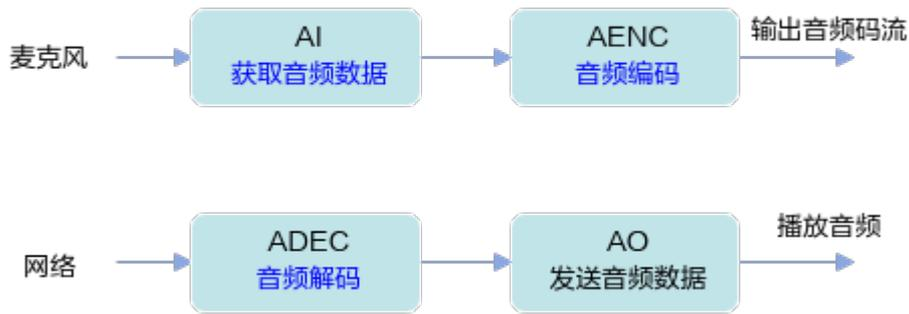 麦克风
AI
获取音频数据
AENC
音频编码
输出音频码流
网络
ADEC
音频解码
AO
发送音频数据
播放音频